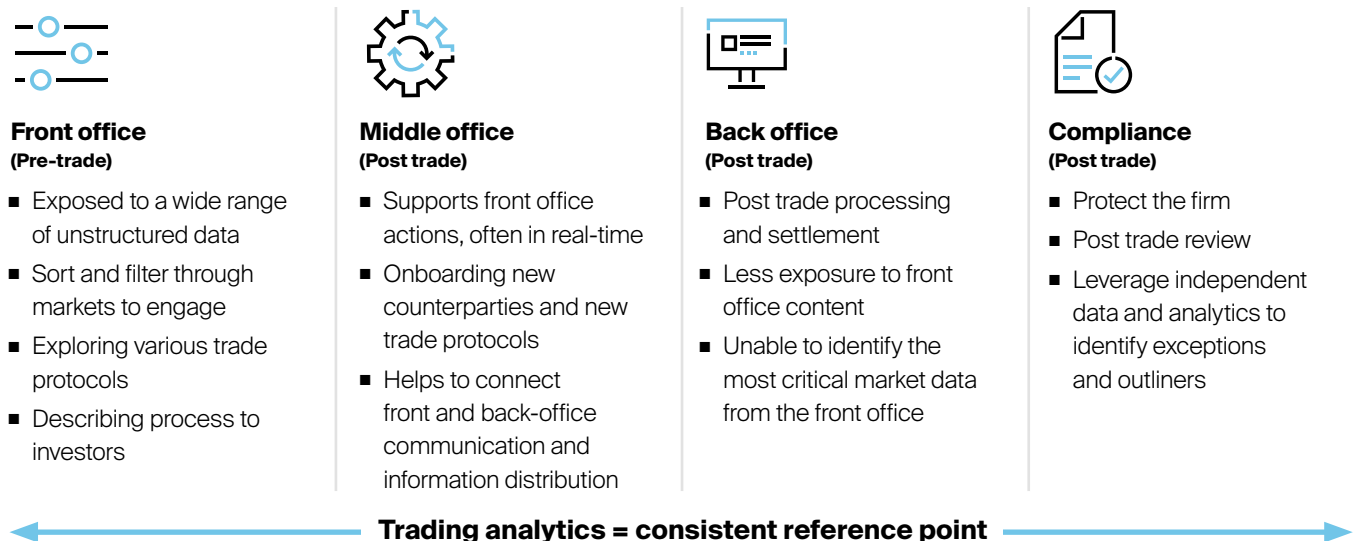 Front office
(Pre-trade)
■ Exposed to a wide range
of unstructured data
■ Sort and filter through
markets to engage
■ Exploring various trade
protocols
■ Describing process to
investors
Middle office
(Post trade)
■ Supports front office
actions, often in real-time
■ Onboarding new
counterparties and new
trade protocols
■ Helps to connect
front and back-office
communication and
information distribution
Back office
(Post trade)
■ Post trade processing
and settlement
■ Less exposure to front
office content
■ Unable to identify the
most critical market data
from the front office
Compliance
(Post trade)
■ Protect the firm
■ Post trade review
■ Leverage independent
data and analytics to
identify exceptions
and outliners
Trading analytics = consistent reference point